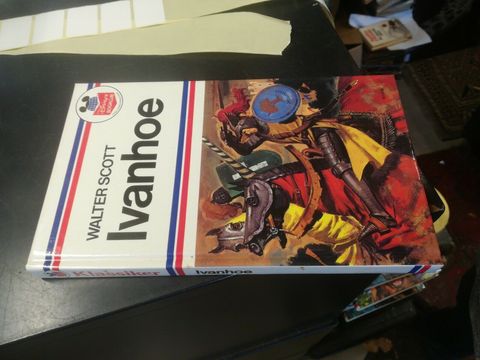 WALTER SCOTT
Ivanhoe
Klassiker
Ivanhoe